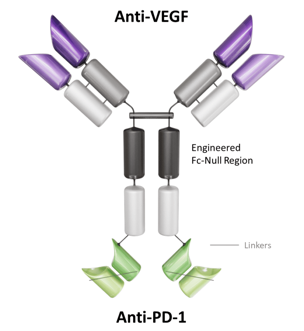 Anti-VEGF
Engineered
Fc-Null Region
Linkers
Anti-PD-1